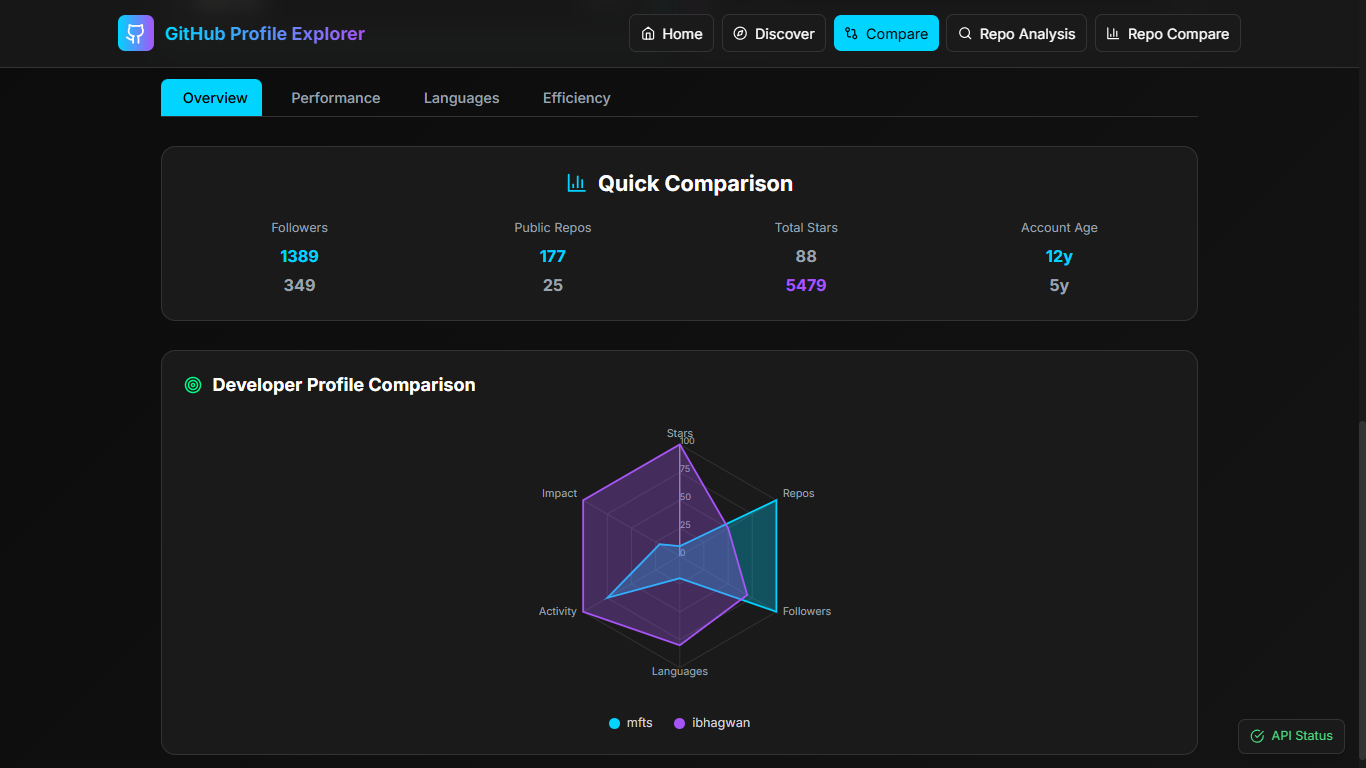 GitHub Profile Explorer
Home
Discover
Compare
Repo Analysis
Repo Compare
Overview
Performance
Languages
Efficiency
Quick Comparison
Followers
Public Repos
Total Stars
Account Age
1389
177
88
12y
349
25
5479
5y
Developer Profile Comparison
Stars
100
75
50
25
0
Repos
Impact
Activity
Followers
Languages
mfts
ibhagwan
API Status